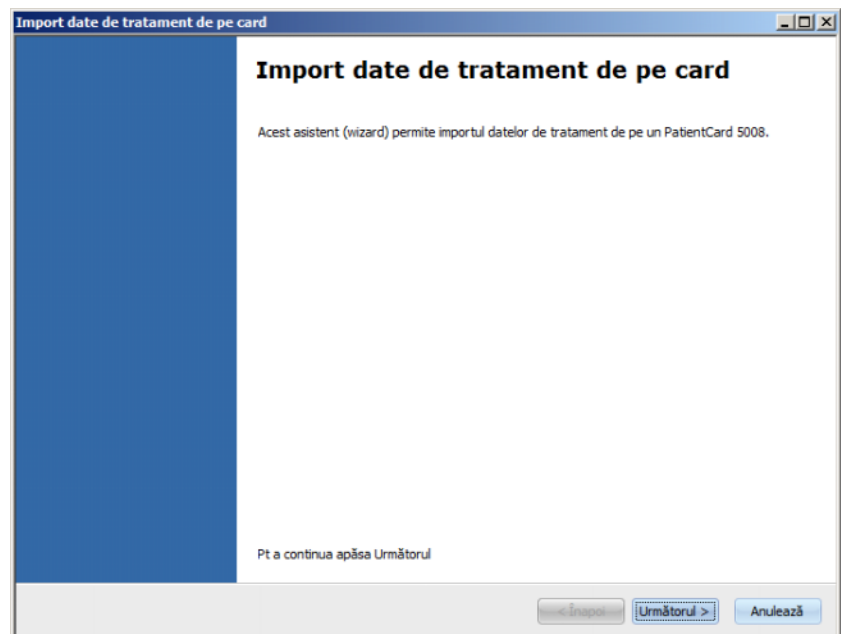 Import date de tratament de pe card
Import date de tratament de pe card
Acest asistent (wizard) permite importul datelor de tratament de pe un PatientCard 5008.
Pt a continua apăsa Următorul
< Înapoi
Următorul >
Anulează